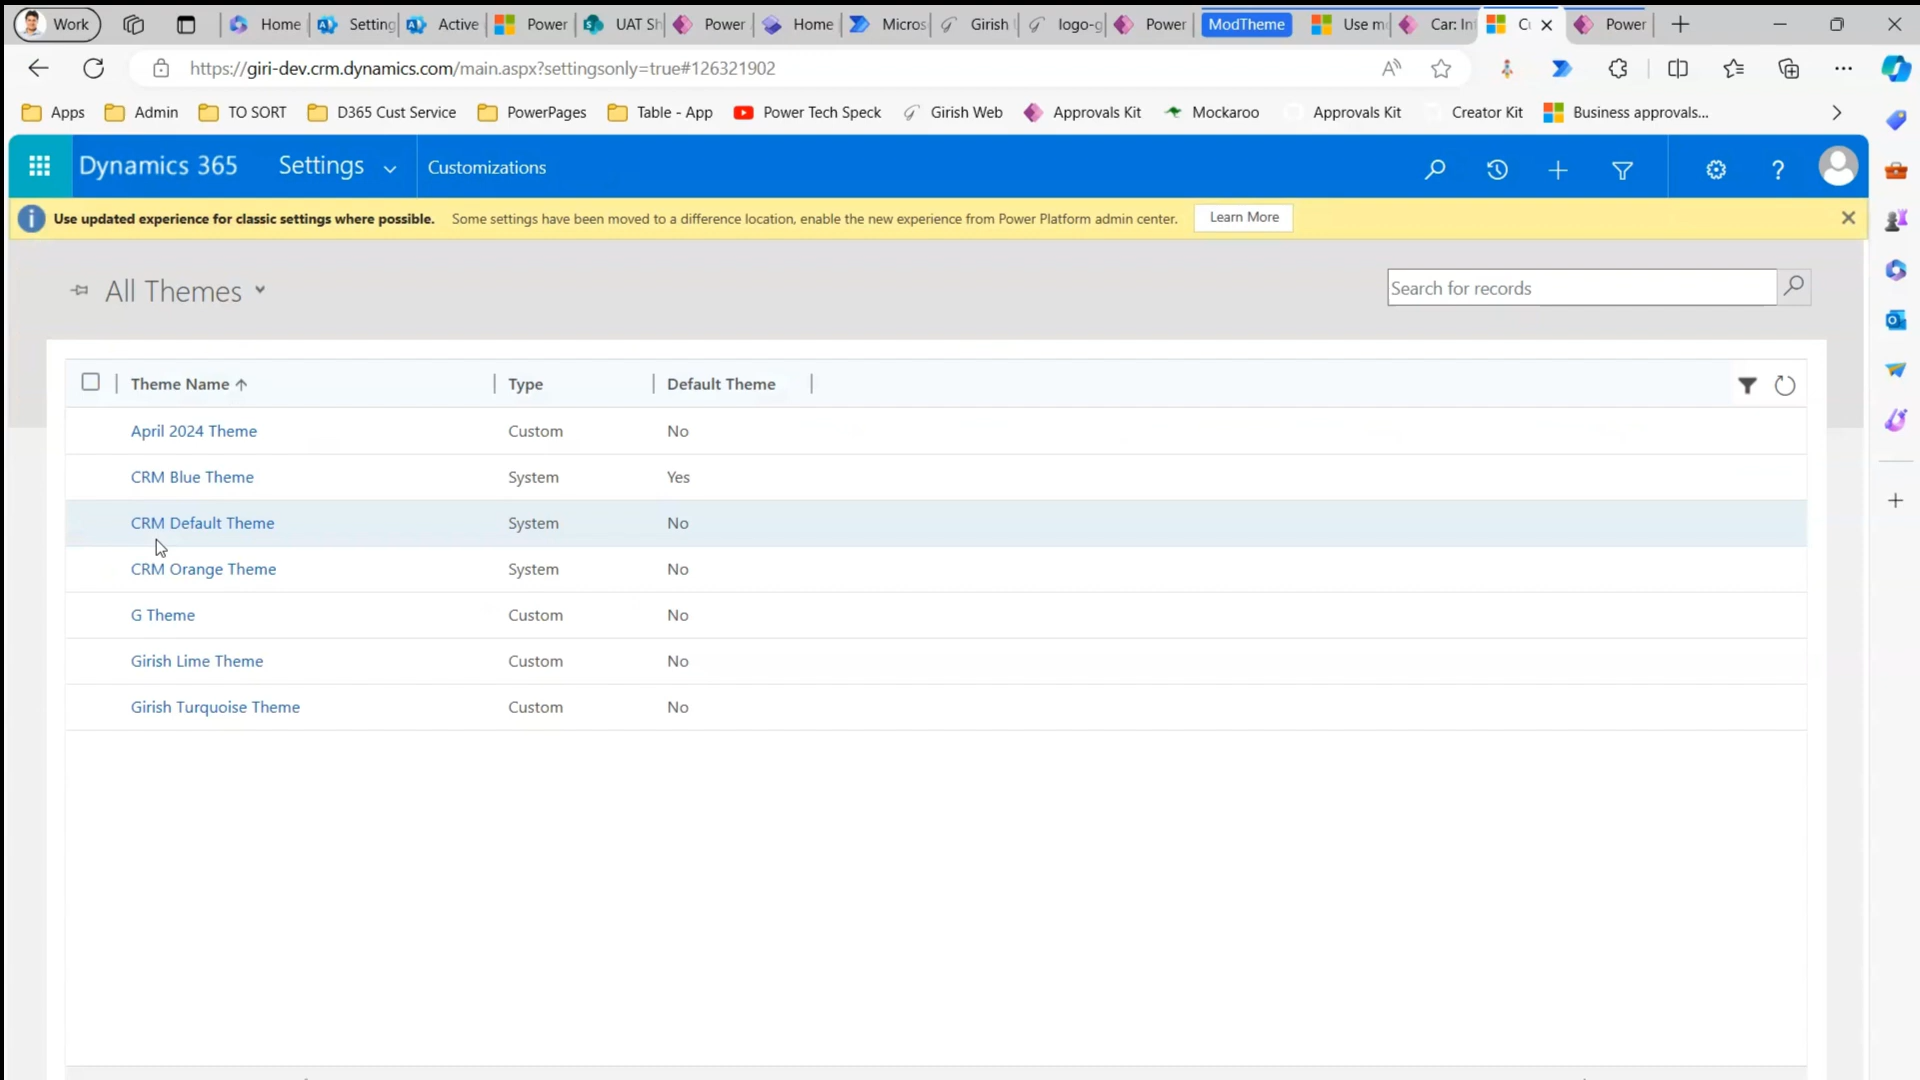 Work
Home
Setting
Active
Power
UAT Sh
Power
Home
Micros
Girish
logo-g
Power
ModTheme
Use m
Car: In
Power
https://giri-dev.crm.dynamics.com/main.aspx?settingsonly=true#126321902
Apps
Admin
TO SORT
D365 Cust Service
PowerPages
Table - App
Power Tech Speck
Girish Web
Approvals Kit
Mockaroo
Approvals Kit
Creator Kit
Business approvals...
Dynamics 365
Settings
Customizations
Use updated experience for classic settings where possible. Some settings have been moved to a difference location, enable the new experience from Power Platform admin center.
Learn More
All Themes
Search for records
Theme Name Type Default Theme
April 2024 Theme Custom No
CRM Blue Theme System Yes
CRM Default Theme System No
CRM Orange Theme System No
G Theme Custom No
Girish Lime Theme Custom No
Girish Turquoise Theme Custom No